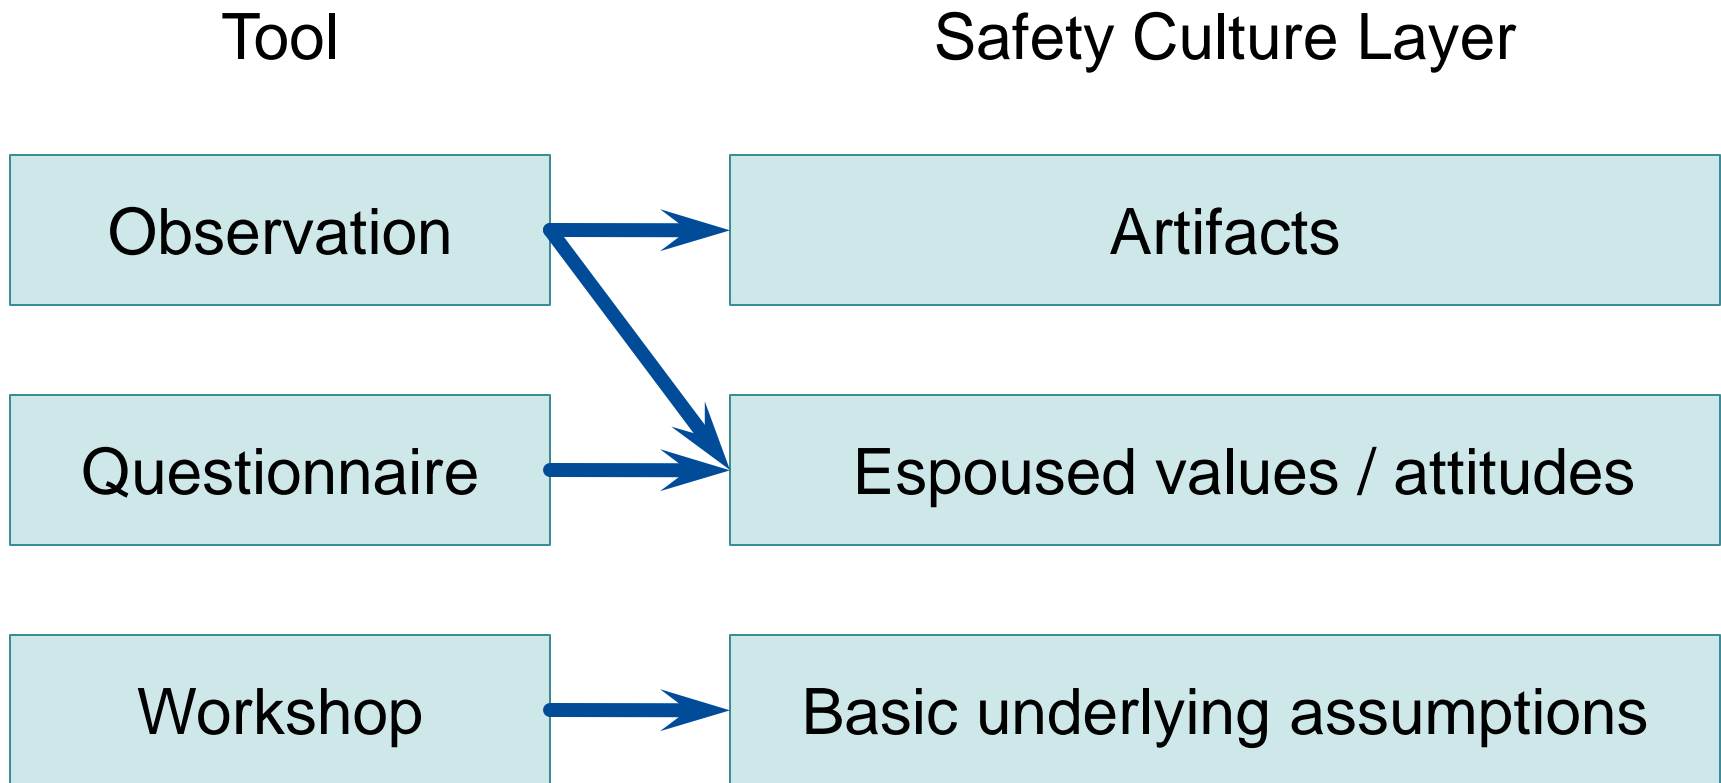 Tool
Safety Culture Layer
Observation
Artifacts
Questionnaire
Espoused values / attitudes
Workshop
Basic underlying assumptions